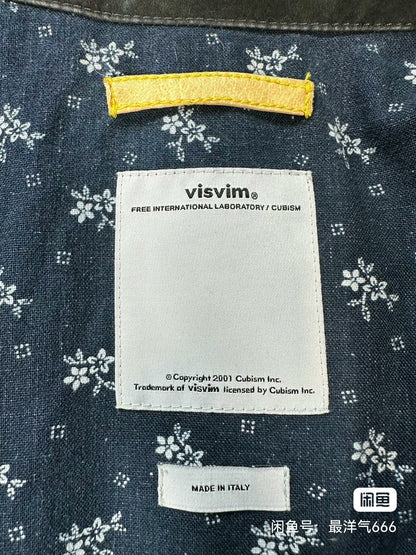 visvim®
FREE INTERNATIONAL LABORATORY / CUBISM
© Copyright 2001 Cubism Inc.
Trademark of visvim licensed by Cubism Inc.
MADE IN ITALY
闲鱼
闲鱼号：最洋气666